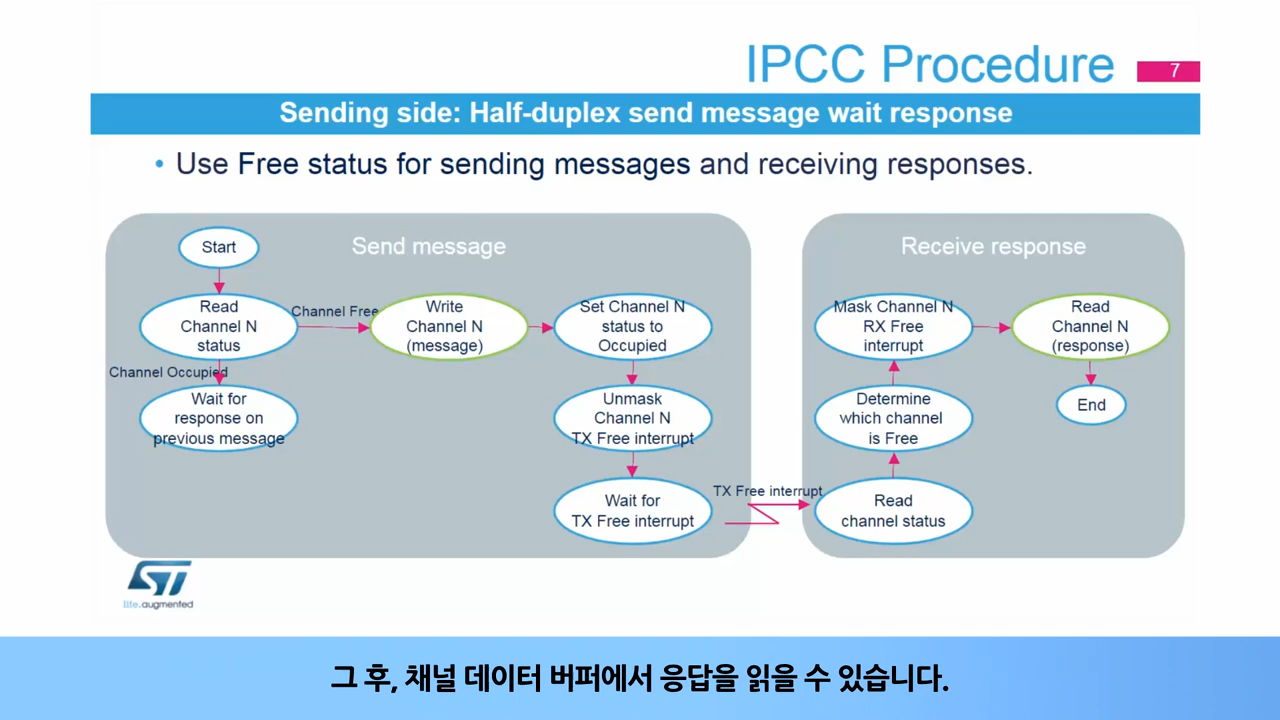 IPCC Procedure
7
Sending side: Half-duplex send message wait response
• Use Free status for sending messages and receiving responses.
Send message
Start
Read
Channel N
status
Channel Free
Write
Channel N
(message)
Set Channel N
status to
Occupied
Channel Occupied
Wait for
response on
previous message
Unmask
Channel N
TX Free interrupt
Wait for
TX Free interrupt
TX Free interrupt
Receive response
Mask Channel N
RX Free
interrupt
Read
Channel N
(response)
Determine
which channel
is Free
End
Read
channel status
ST
life.augmented
그 후, 채널 데이터 버퍼에서 응답을 읽을 수 있습니다.